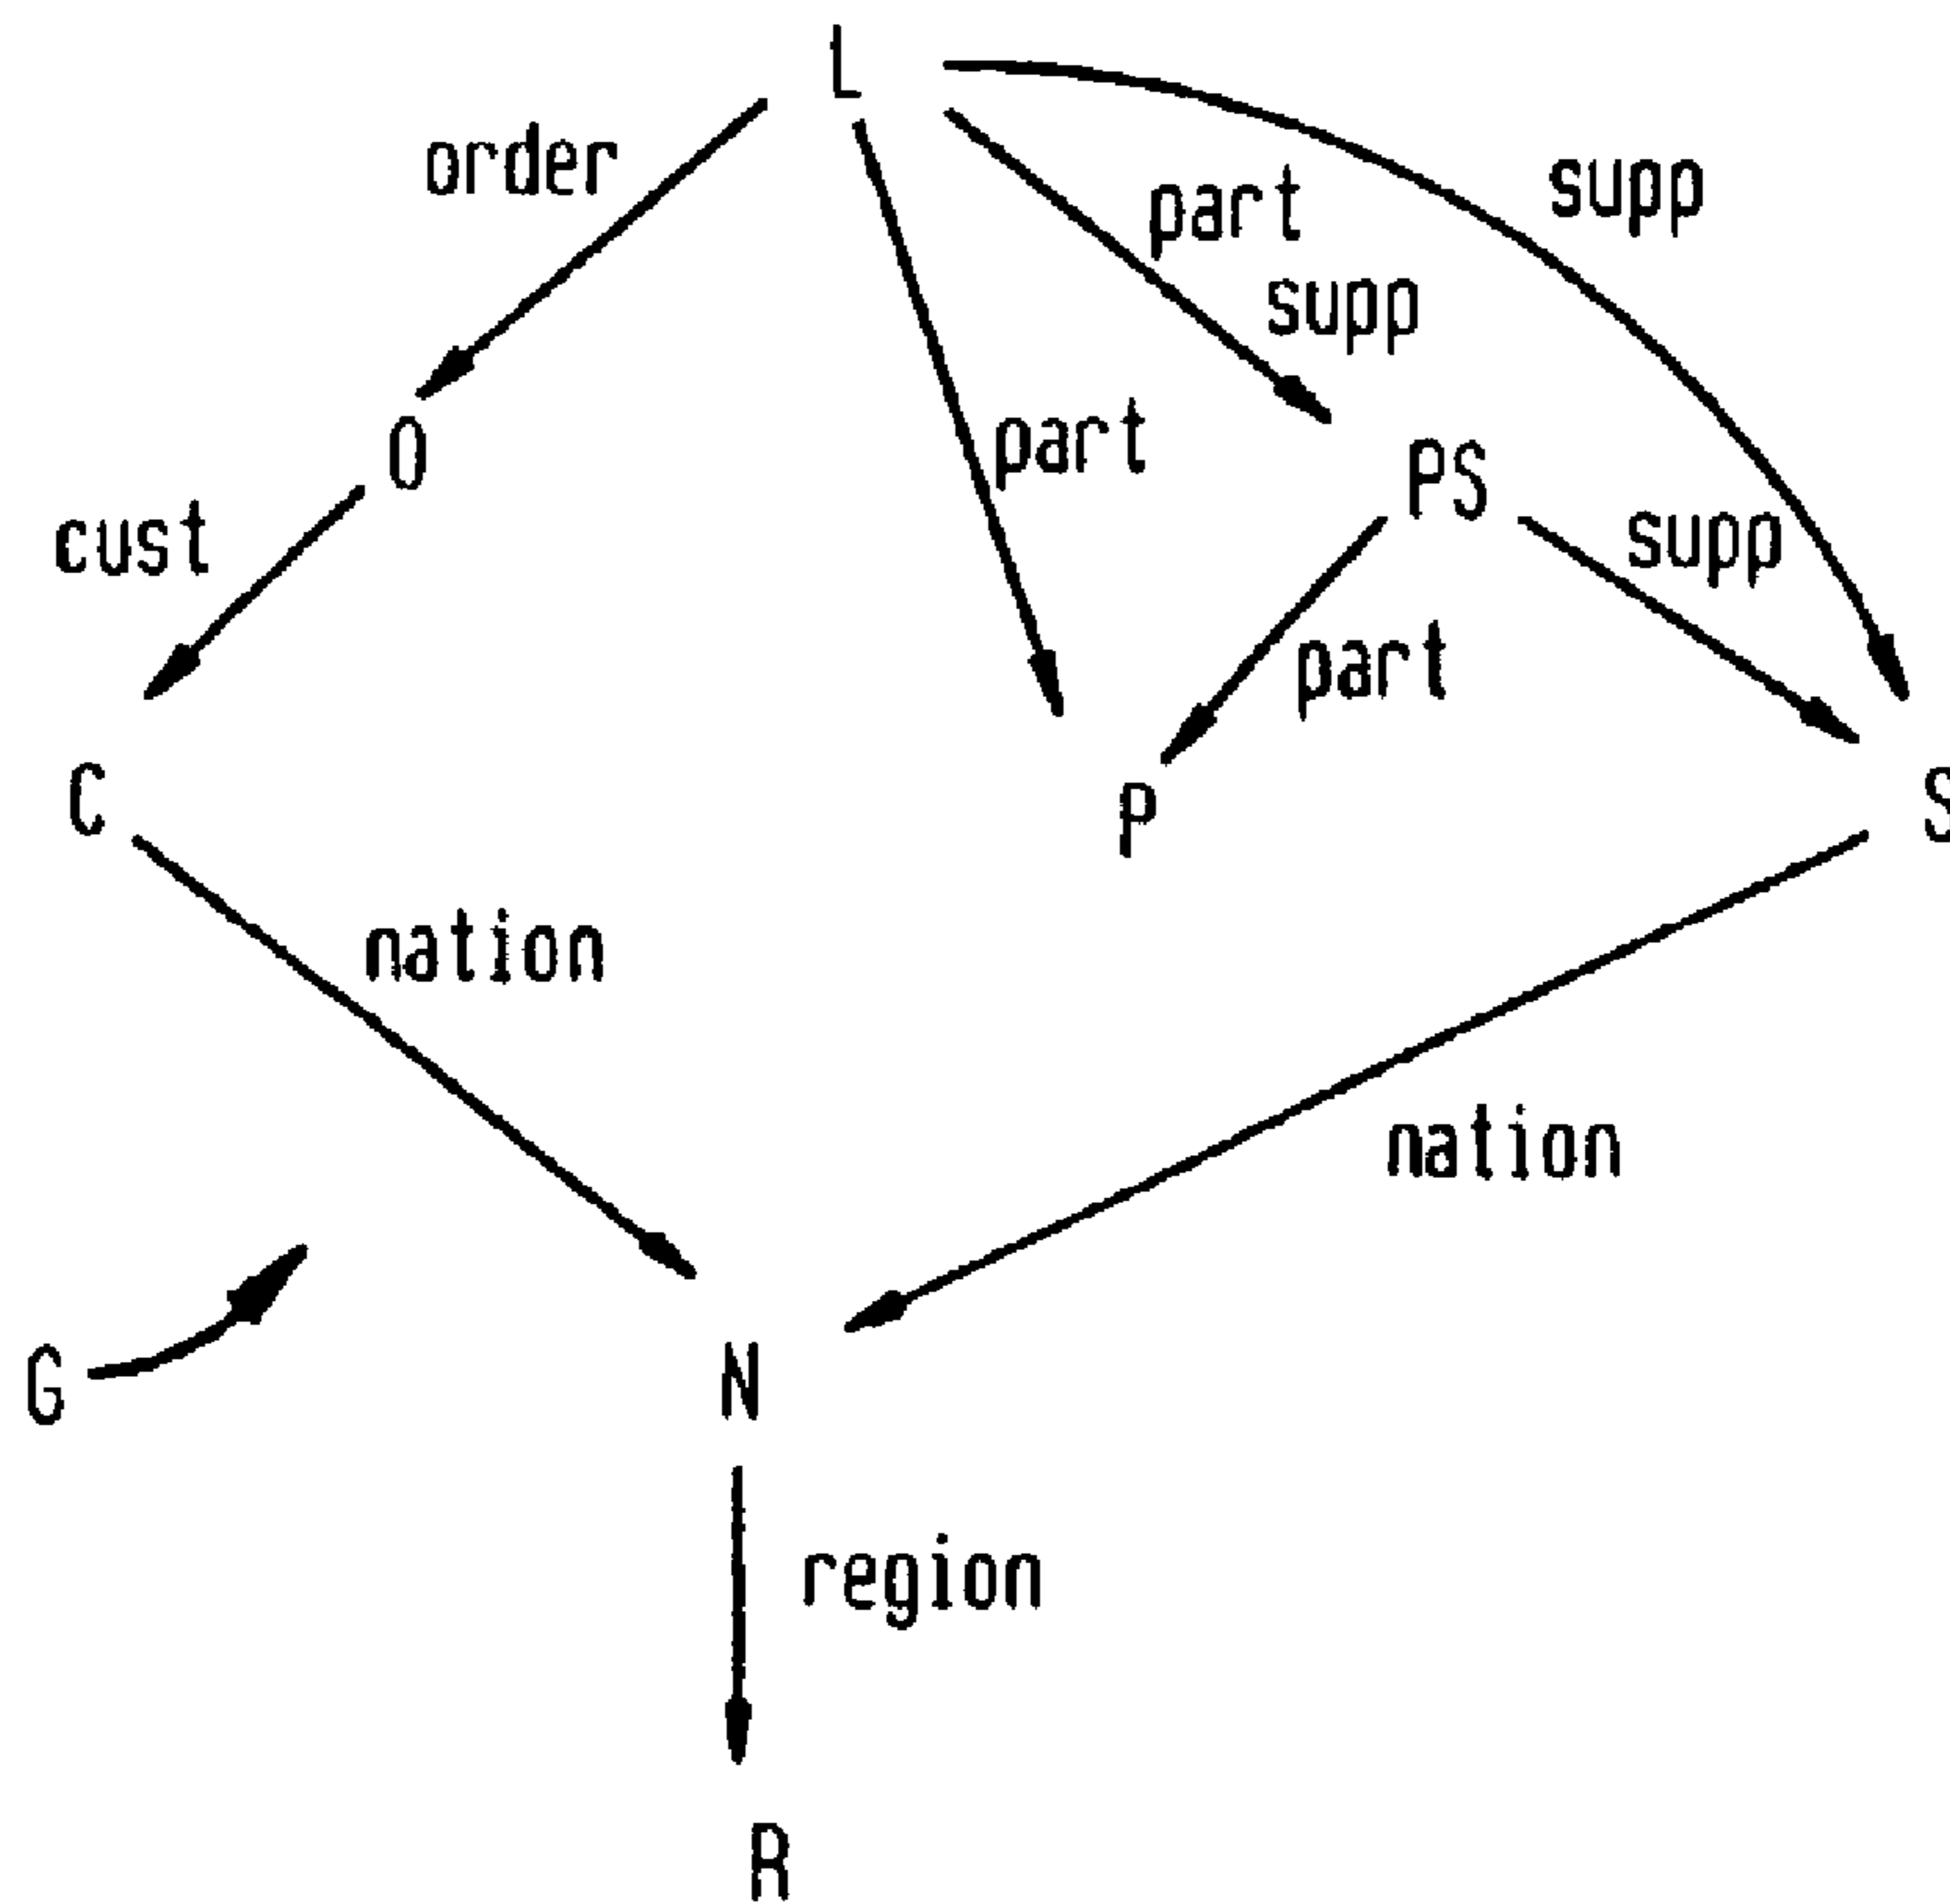 L
order
part
supp
supp
O
part
PS
cust
supp
part
C
P
S
nation
nation
G
N
region
R